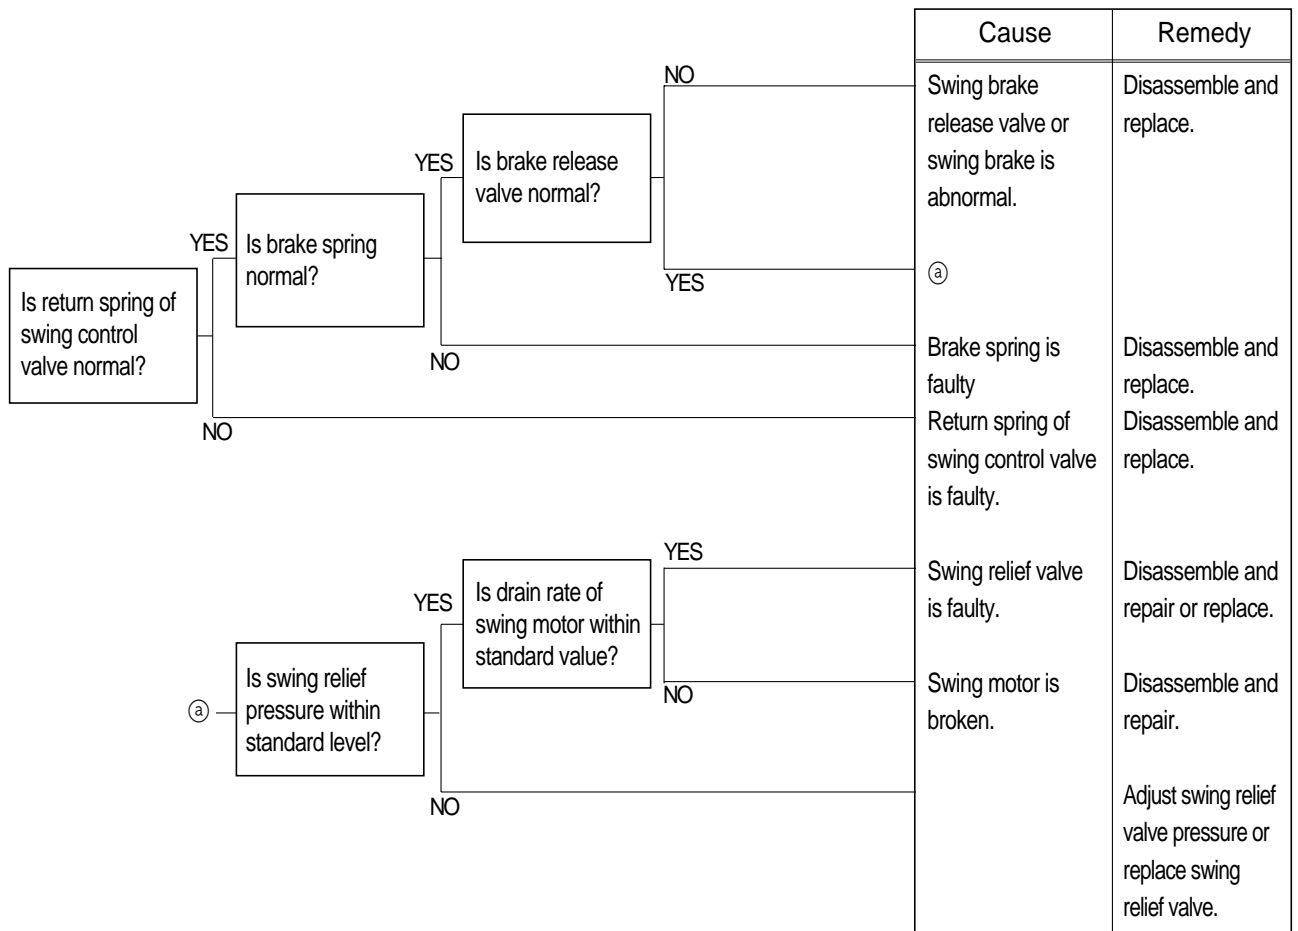 Cause
Remedy
NO
Swing brake
release valve or
swing brake is
abnormal.
Disassemble and
replace.
YES
Is brake release
valve normal?
YES
Is brake spring
normal?
YES
ⓐ
Is return spring of
swing control
valve normal?
NO
Brake spring is
faulty
Disassemble and
replace.
NO
Return spring of
swing control valve
is faulty.
Disassemble and
replace.
YES
Swing relief valve
is faulty.
Disassemble and
repair or replace.
YES
Is drain rate of
swing motor within
standard value?
NO
Swing motor is
broken.
Disassemble and
repair.
ⓐ
Is swing relief
pressure within
standard level?
NO
Adjust swing relief
valve pressure or
replace swing
relief valve.